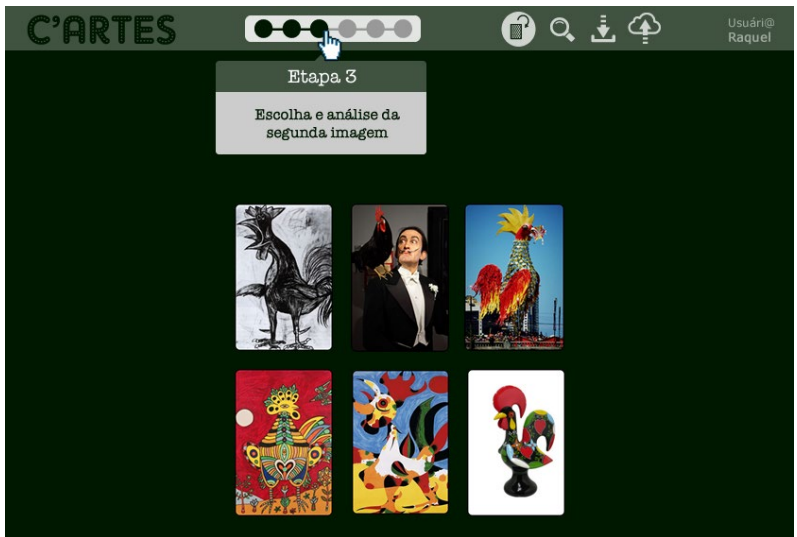 C'ARTES
Usuári@
Raquel
Etapa 3
Escolha e análise da
segunda imagem